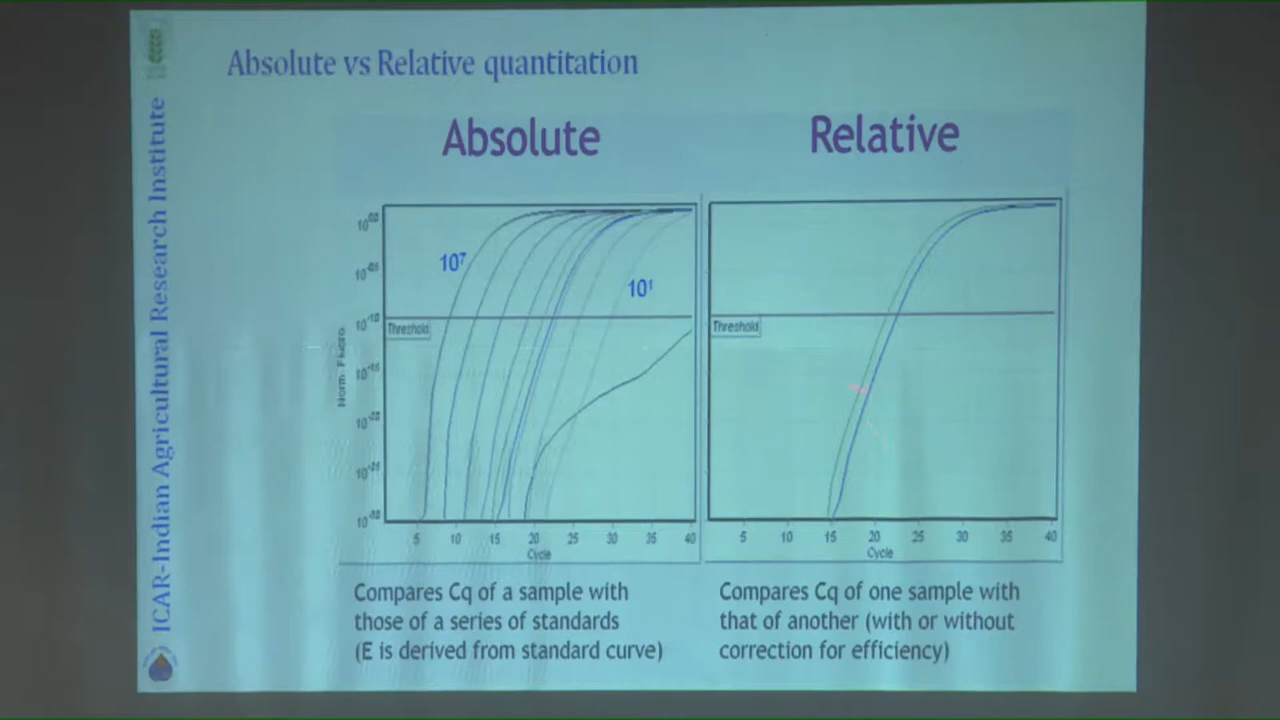 Absolute vs Relative quantitation
ICAR-Indian Agricultural Research Institute
Absolute
Relative
10⁷
10¹
Threshold
Threshold
Norm. Fluoro.
5 10 15 20 25 30 35 40
Cycle
5 10 15 20 25 30 35 40
Cycle
Compares Cq of a sample with
those of a series of standards
(E is derived from standard curve)
Compares Cq of one sample with
that of another (with or without
correction for efficiency)